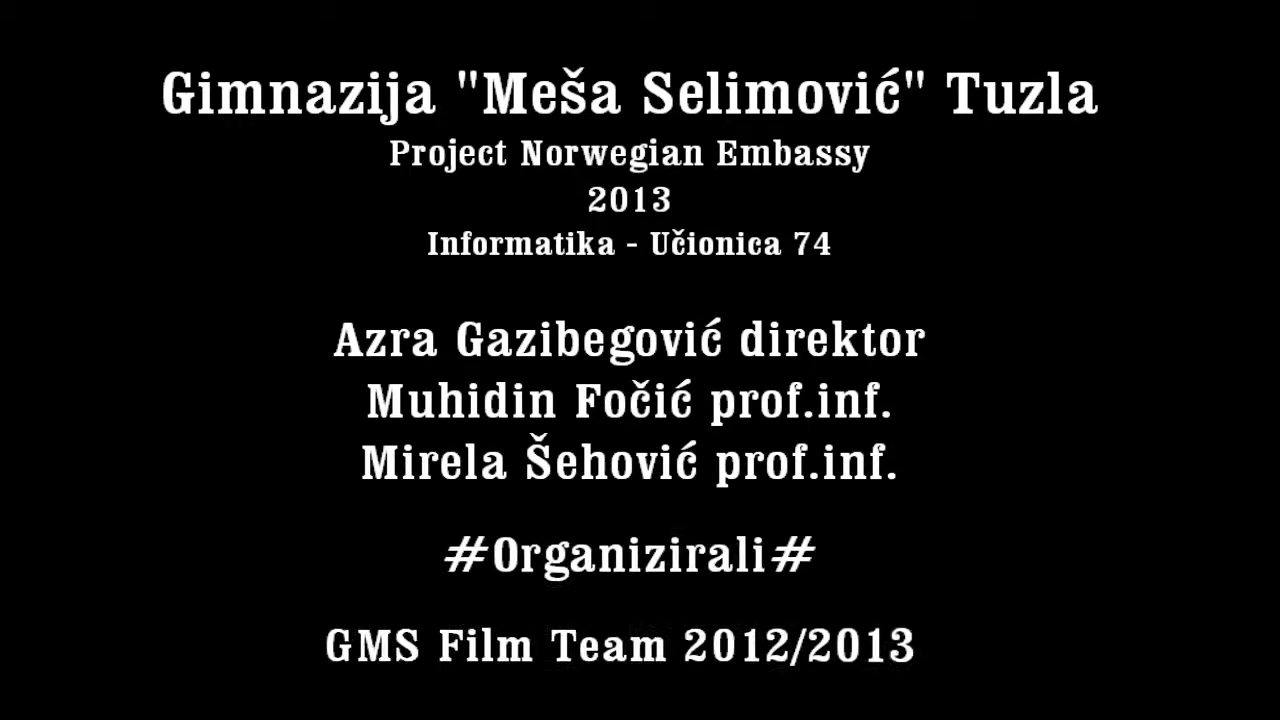 Gimnazija "Meša Selimović" Tuzla
Project Norwegian Embassy
2013
Informatika - Učionica 74
Azra Gazibegović direktor
Muhidin Fočić prof.inf.
Mirela Šehović prof.inf.
#Organizirali#
GMS Film Team 2012/2013